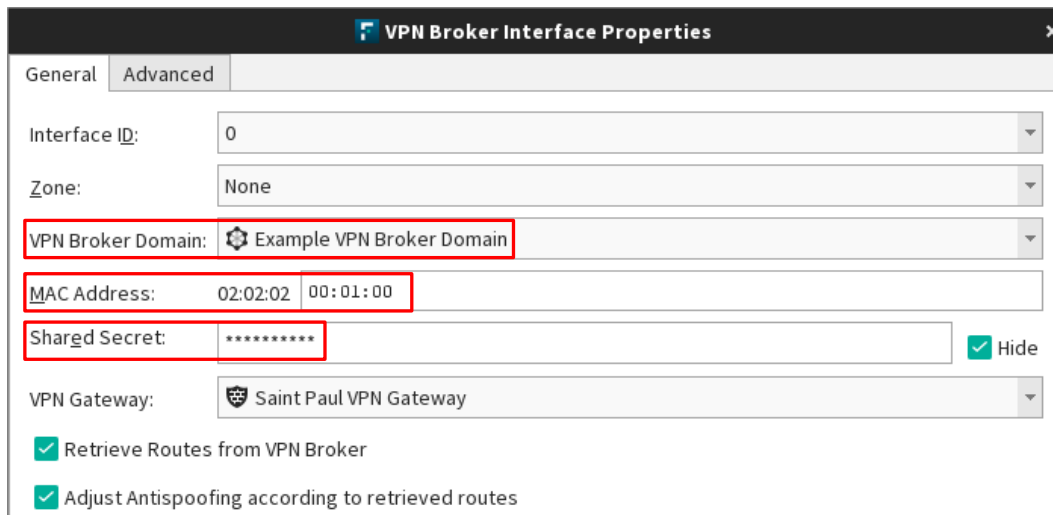 VPN Broker Interface Properties
General Advanced
Interface ID: 0
Zone: None
VPN Broker Domain: Example VPN Broker Domain
MAC Address: 02:02:02 00:01:00
Shared Secret: ********** Hide
VPN Gateway: Saint Paul VPN Gateway
Retrieve Routes from VPN Broker
Adjust Antispoofing according to retrieved routes